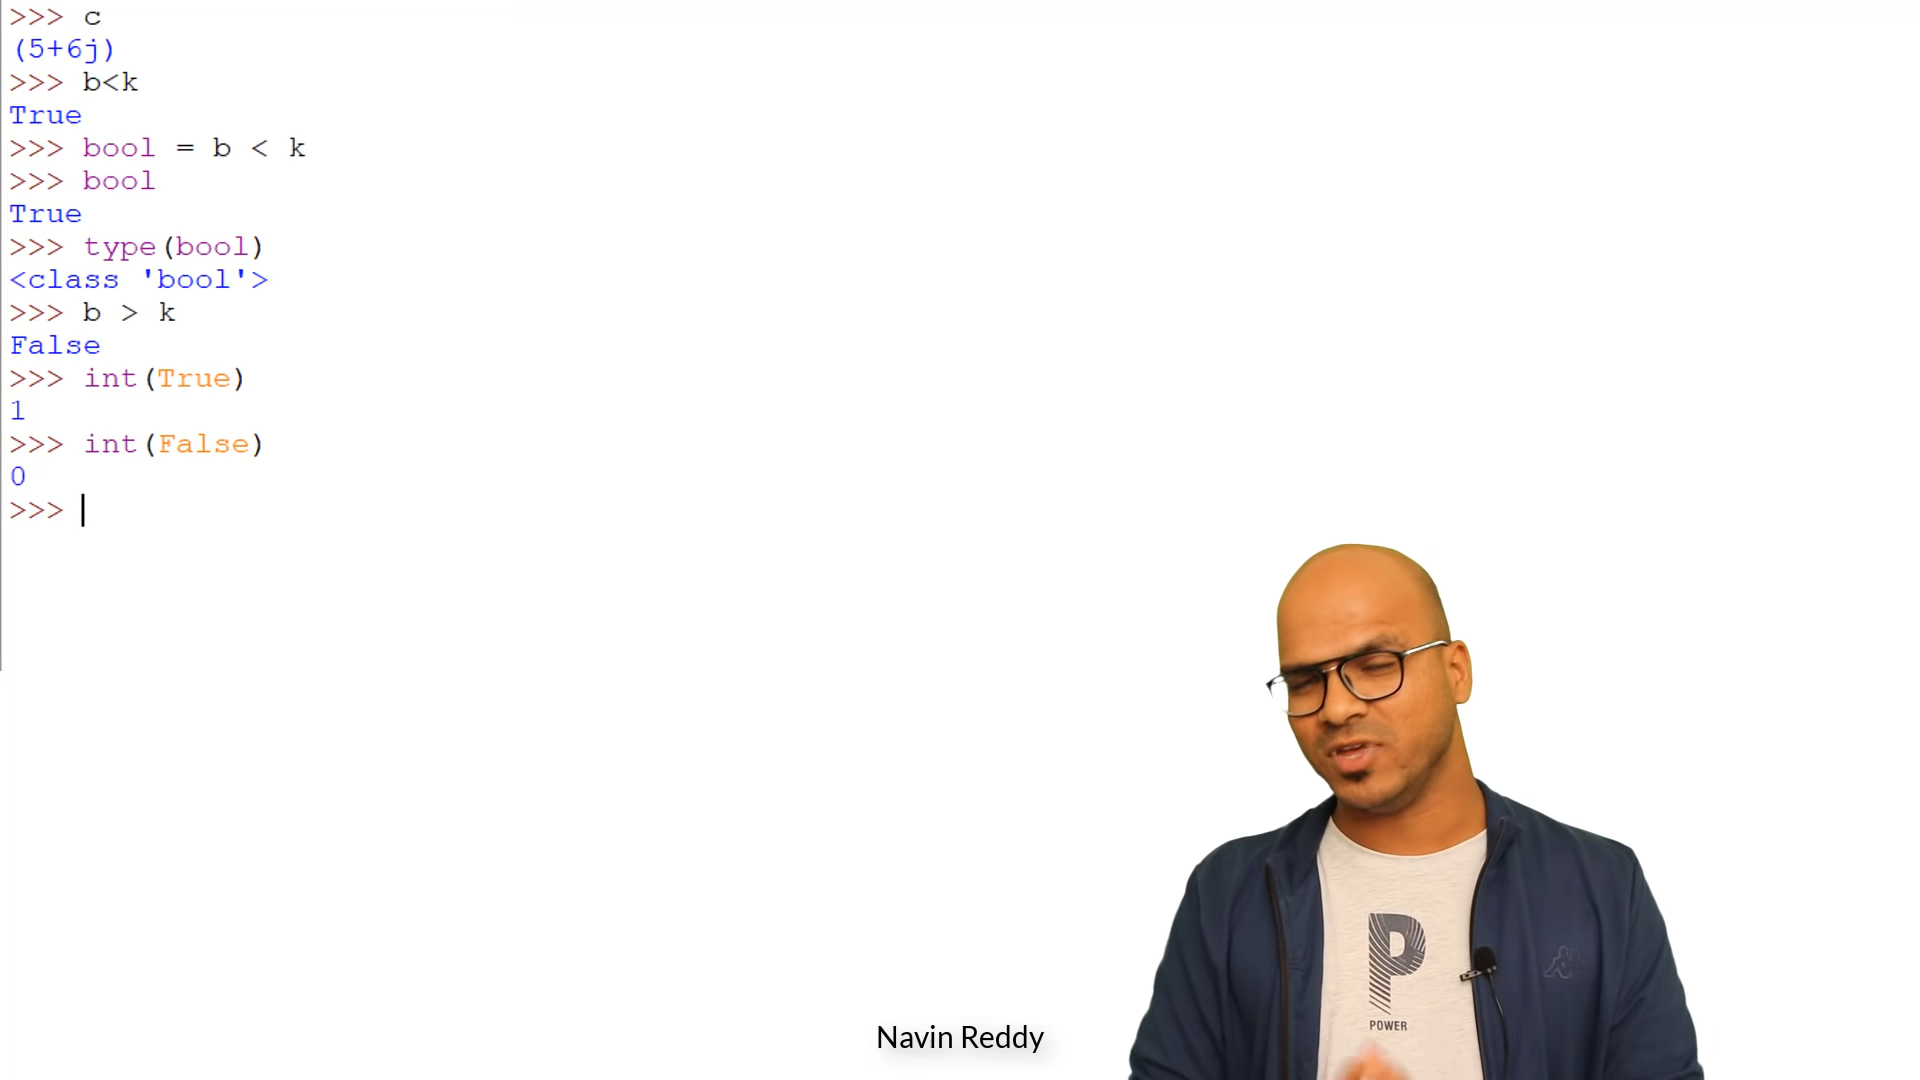 >>> c
(5+6j)
>>> b<k
True
>>> bool = b < k
>>> bool
True
>>> type(bool)
<class 'bool'>
>>> b > k
False
>>> int(True)
1
>>> int(False)
0
>>>
P
POWER
Navin Reddy